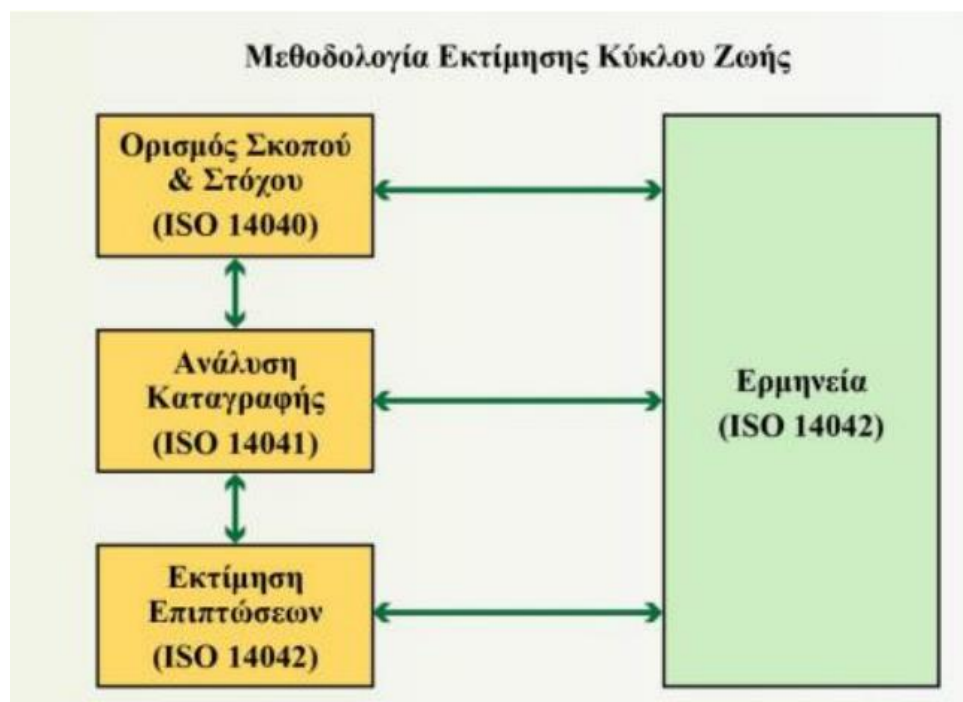 Μεθοδολογία Εκτίμησης Κύκλου Ζωής
Ορισμός Σκοπού
& Στόχου
(ISO 14040)
Ανάλυση
Καταγραφής
(ISO 14041)
Εκτίμηση
Επιπτώσεων
(ISO 14042)
Ερμηνεία
(ISO 14042)